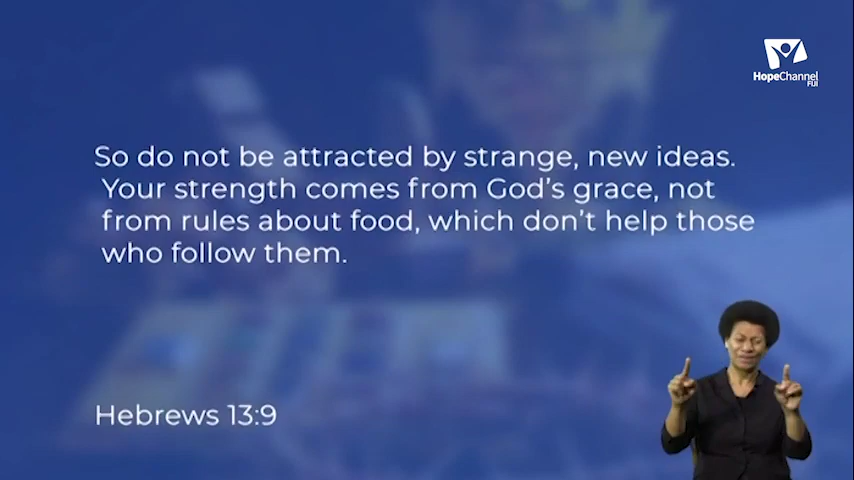 HopeChannel
FIJI
So do not be attracted by strange, new ideas.
Your strength comes from God's grace, not
from rules about food, which don't help those
who follow them.
Hebrews 13:9